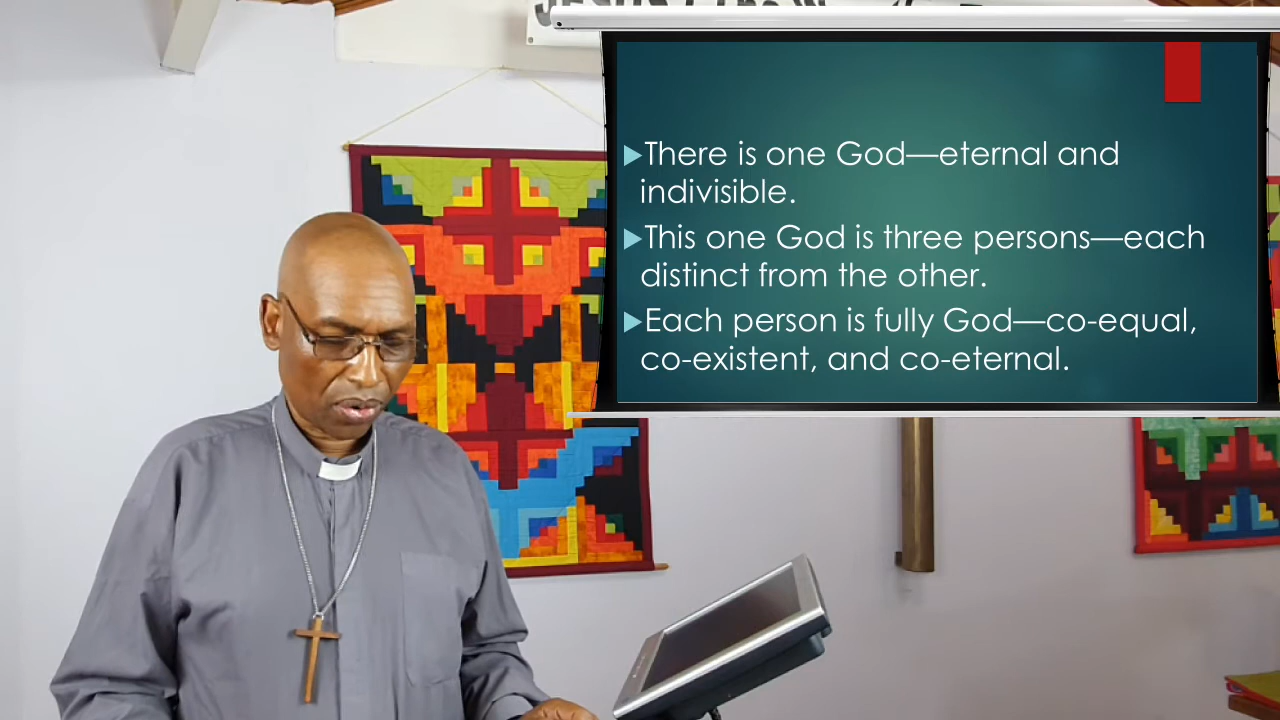 ▶There is one God—eternal and
indivisible.
▶This one God is three persons—each
distinct from the other.
▶Each person is fully God—co-equal,
co-existent, and co-eternal.